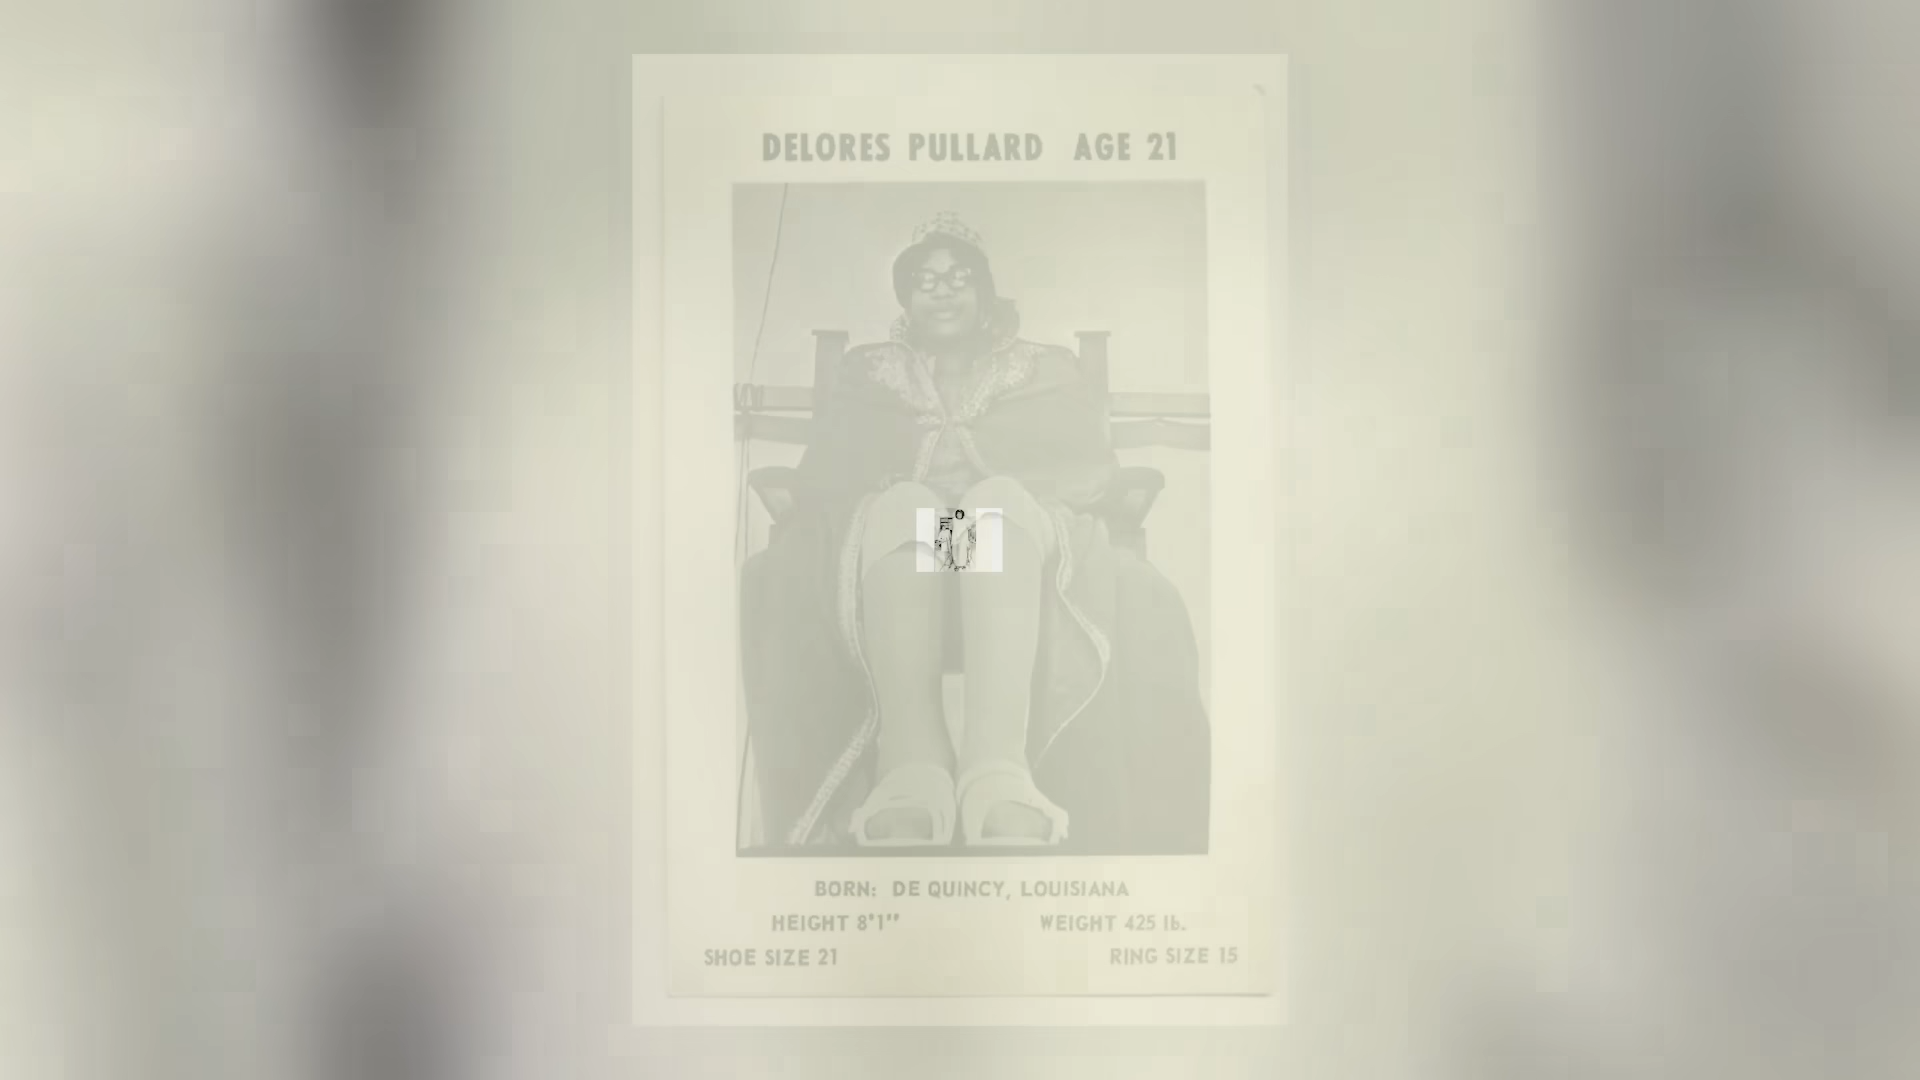 DELORES PULLARD AGE 21
BORN: DE QUINCY, LOUISIANA
HEIGHT 8'1" WEIGHT 425 lb.
SHOE SIZE 21 RING SIZE 15